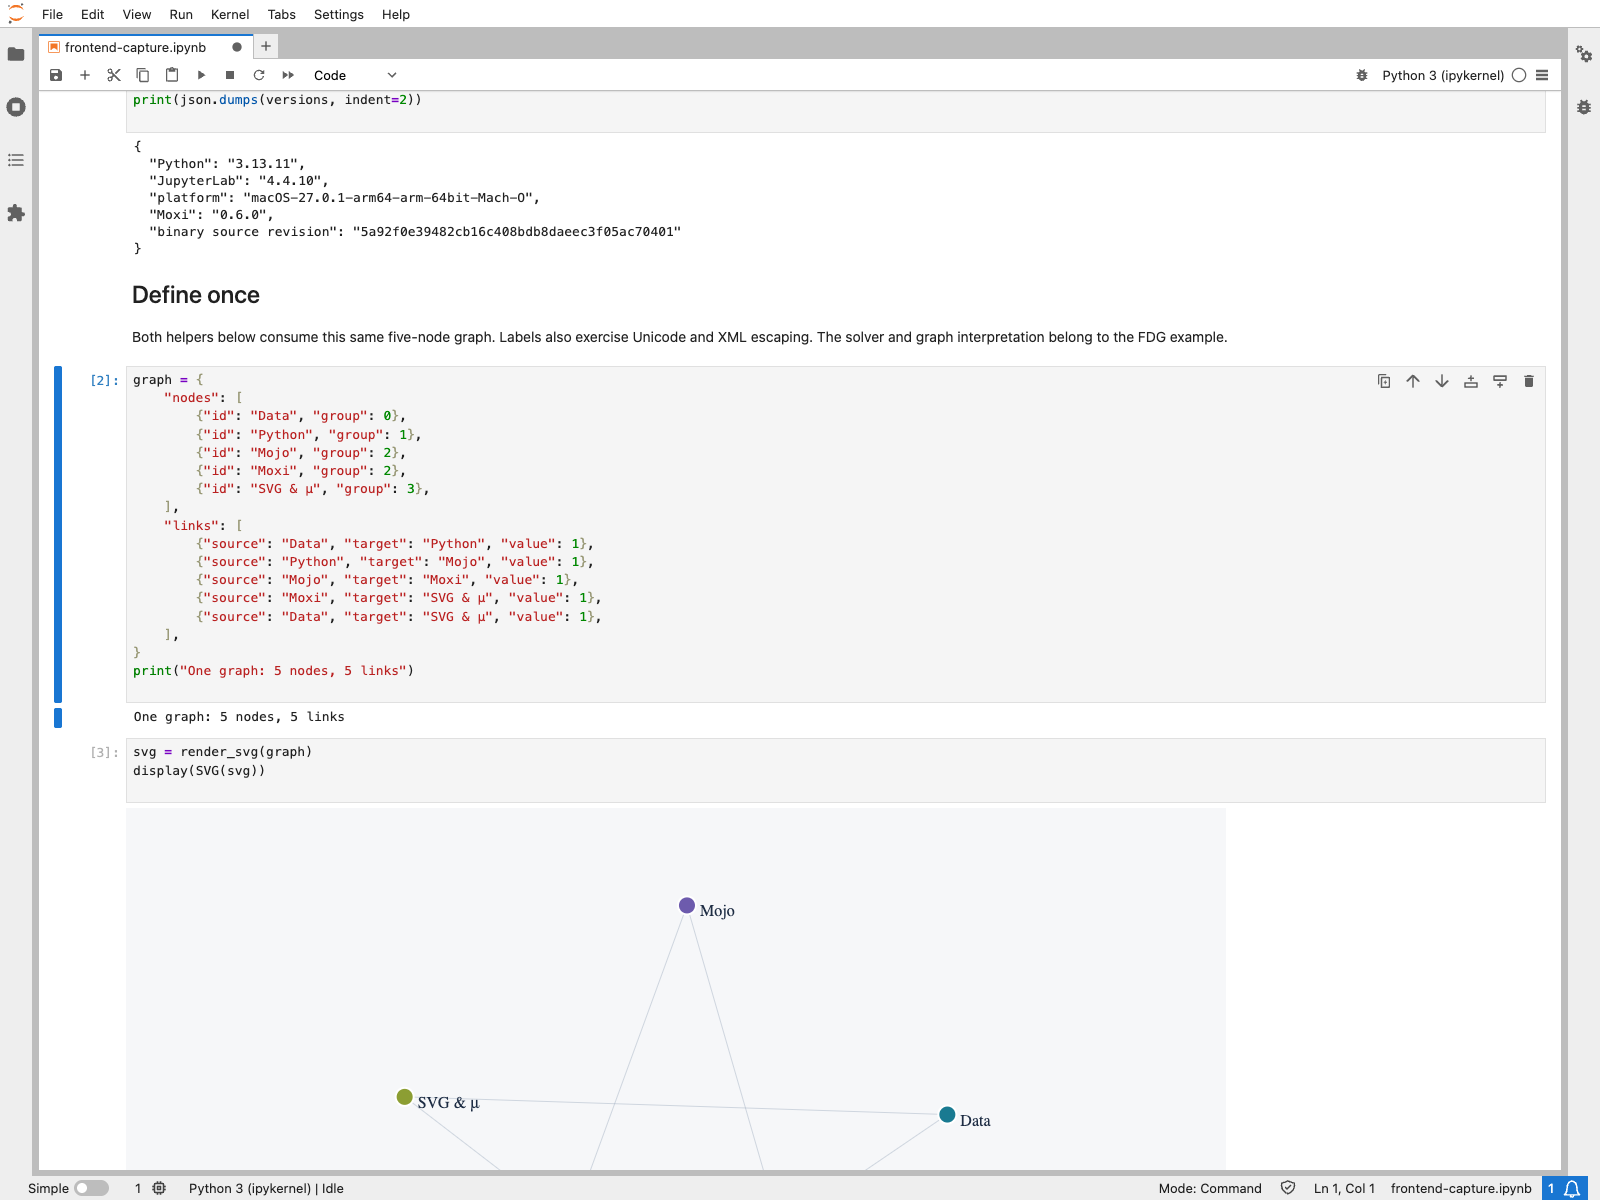 File Edit View Run Kernel Tabs Settings Help
frontend-capture.ipynb
Code
Python 3 (ipykernel)
print(json.dumps(versions, indent=2))
{
  "Python": "3.13.11",
  "JupyterLab": "4.4.10",
  "platform": "macOS-27.0.1-arm64-arm-64bit-Mach-O",
  "Moxi": "0.6.0",
  "binary source revision": "5a92f0e39482cb16c408bdb8daeec3f05ac70401"
}
Define once
Both helpers below consume this same five-node graph. Labels also exercise Unicode and XML escaping. The solver and graph interpretation belong to the FDG example.
[2]:
graph = {
    "nodes": [
        {"id": "Data", "group": 0},
        {"id": "Python", "group": 1},
        {"id": "Mojo", "group": 2},
        {"id": "Moxi", "group": 2},
        {"id": "SVG & µ", "group": 3},
    ],
    "links": [
        {"source": "Data", "target": "Python", "value": 1},
        {"source": "Python", "target": "Mojo", "value": 1},
        {"source": "Mojo", "target": "Moxi", "value": 1},
        {"source": "Moxi", "target": "SVG & µ", "value": 1},
        {"source": "Data", "target": "SVG & µ", "value": 1},
    ],
}
print("One graph: 5 nodes, 5 links")
One graph: 5 nodes, 5 links
[3]:
svg = render_svg(graph)
display(SVG(svg))
Mojo
SVG & µ
Data
Simple 1 Python 3 (ipykernel) | Idle Mode: Command Ln 1, Col 1 frontend-capture.ipynb 1